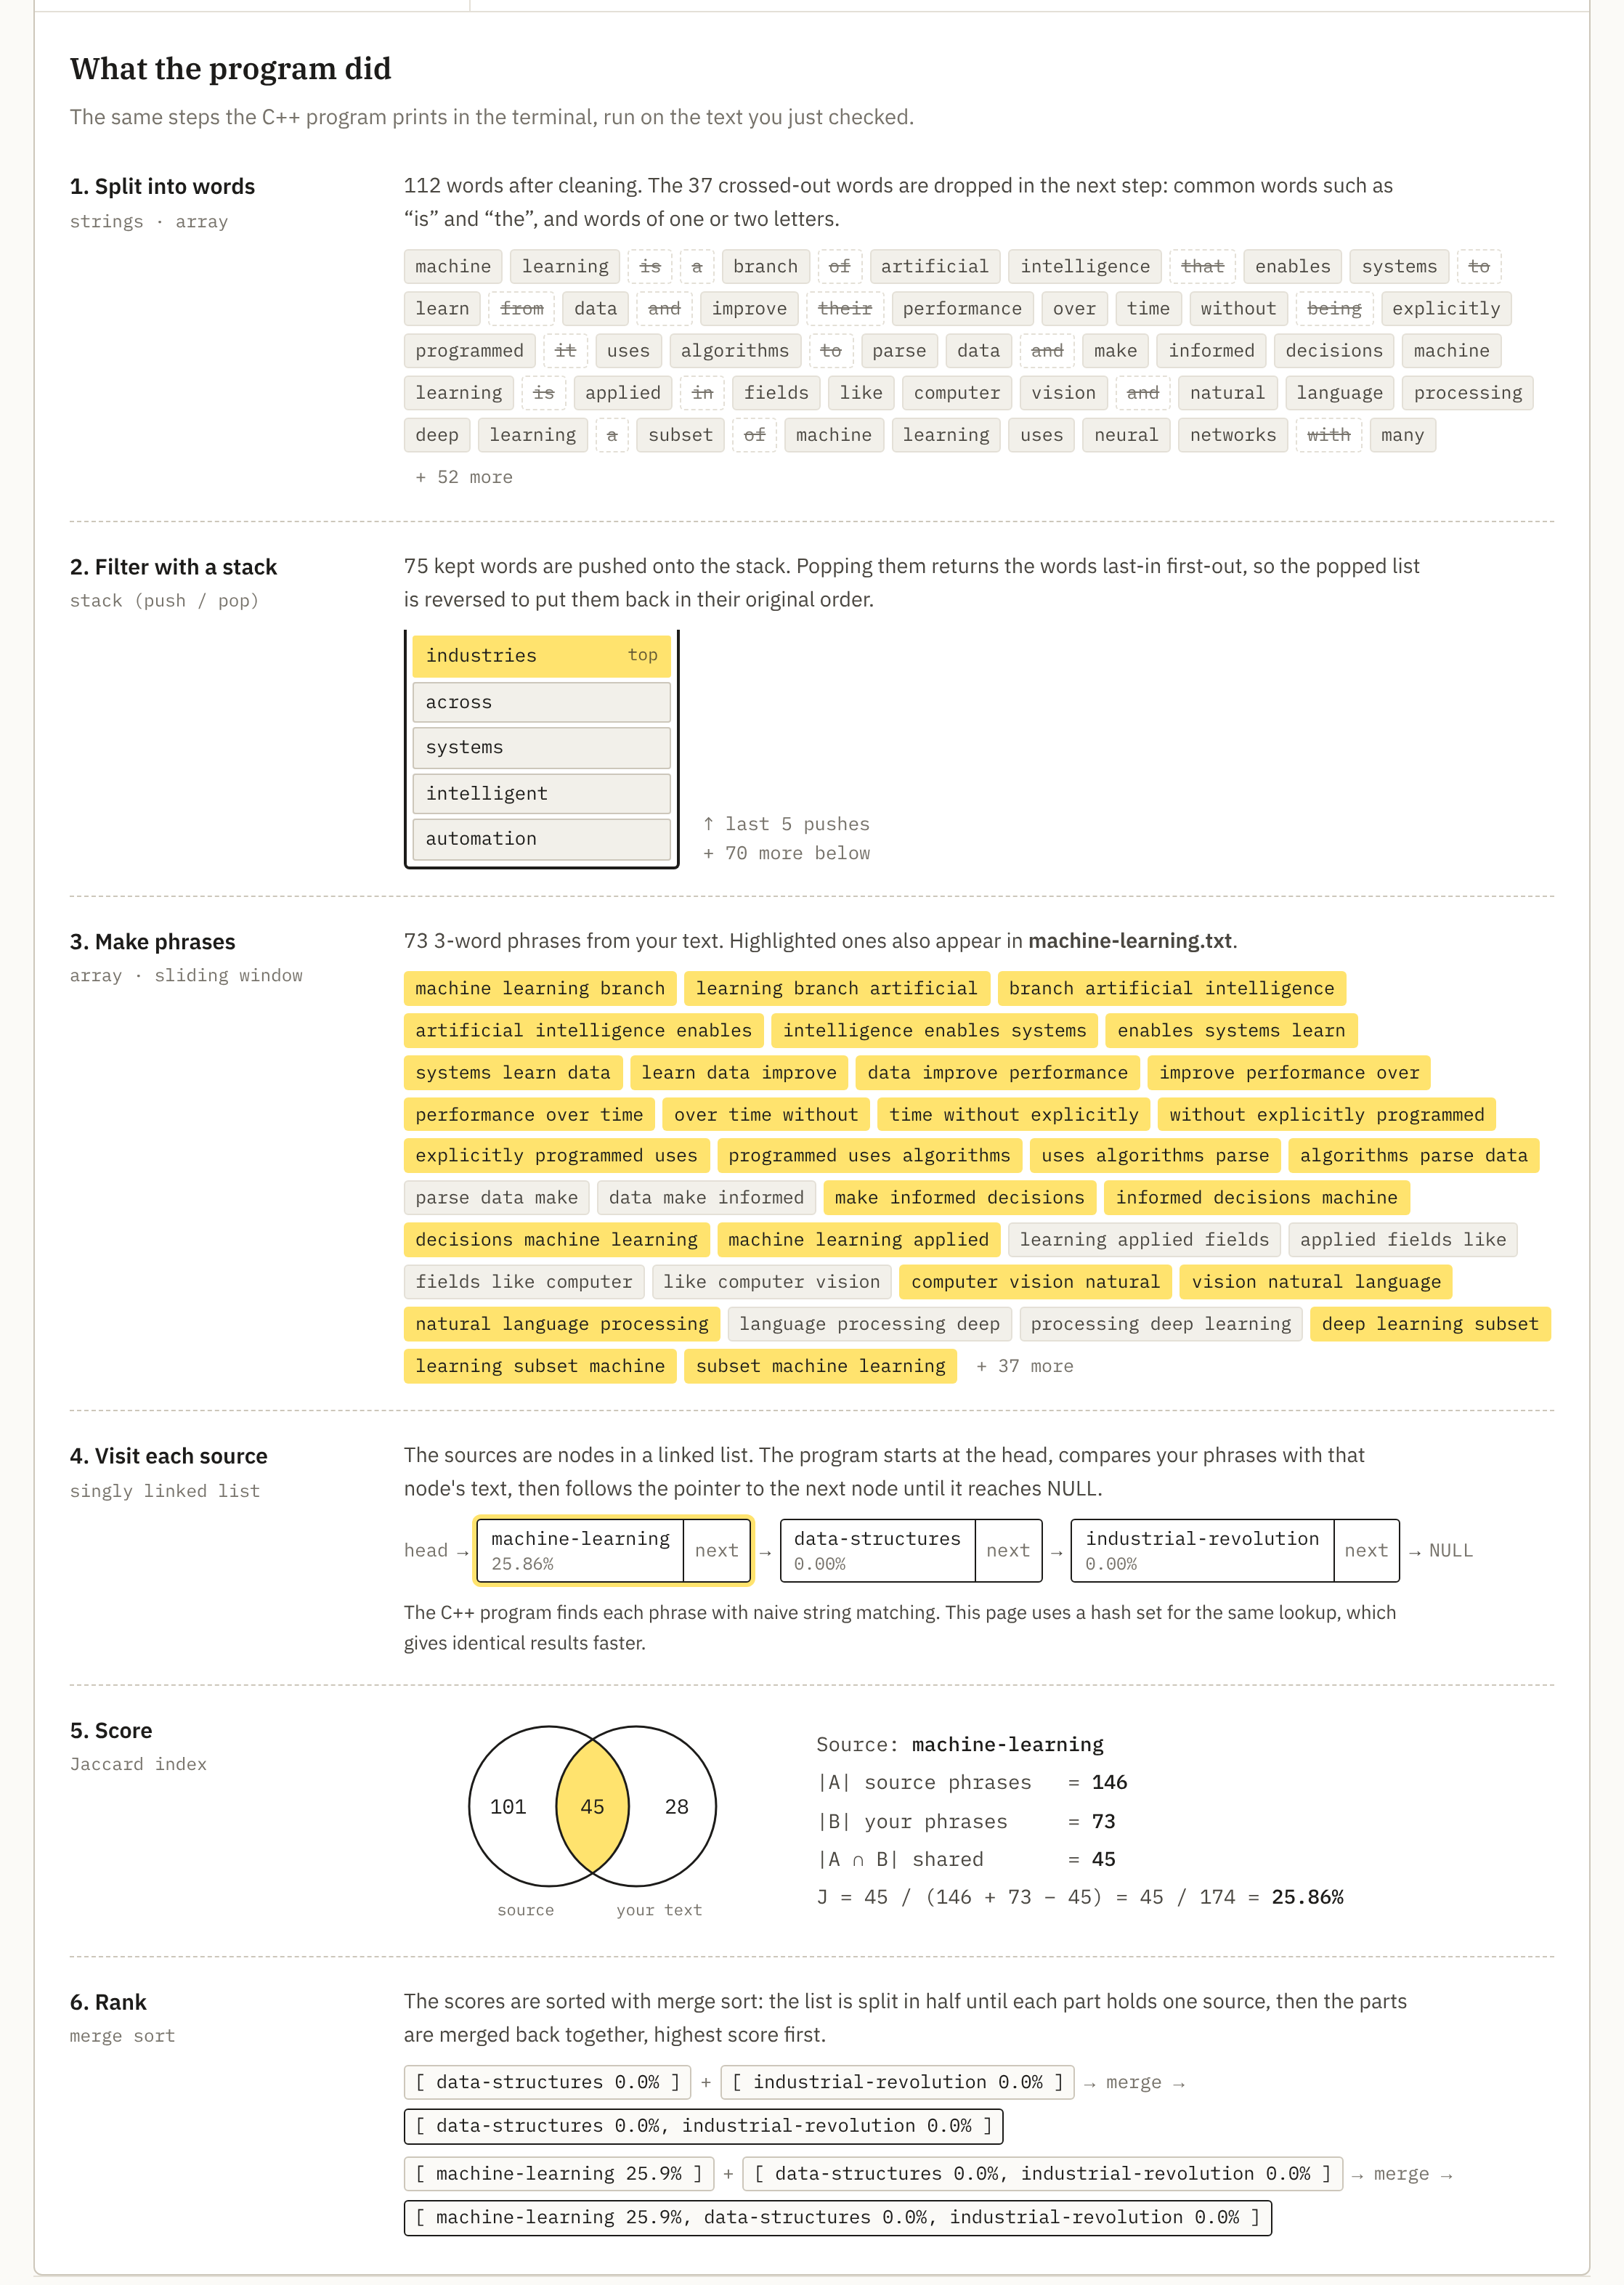 What the program did
The same steps the C++ program prints in the terminal, run on the text you just checked.
1. Split into words
strings · array
112 words after cleaning. The 37 crossed-out words are dropped in the next step: common words such as
“is” and “the”, and words of one or two letters.
machine learning is a branch of artificial intelligence that enables systems to
learn from data and improve their performance over time without being explicitly
programmed it uses algorithms to parse data and make informed decisions machine
learning is applied in fields like computer vision and natural language processing
deep learning a subset of machine learning uses neural networks with many
+ 52 more
2. Filter with a stack
stack (push / pop)
75 kept words are pushed onto the stack. Popping them returns the words last-in first-out, so the popped list
is reversed to put them back in their original order.
industries top
across
systems
intelligent
automation
↑ last 5 pushes
+ 70 more below
3. Make phrases
array · sliding window
73 3-word phrases from your text. Highlighted ones also appear in machine-learning.txt.
machine learning branch learning branch artificial branch artificial intelligence
artificial intelligence enables intelligence enables systems enables systems learn
systems learn data learn data improve data improve performance improve performance over
performance over time over time without time without explicitly without explicitly programmed
explicitly programmed uses programmed uses algorithms uses algorithms parse algorithms parse data
parse data make data make informed make informed decisions informed decisions machine
decisions machine learning machine learning applied learning applied fields applied fields like
fields like computer like computer vision computer vision natural vision natural language
natural language processing language processing deep processing deep learning deep learning subset
learning subset machine subset machine learning + 37 more
4. Visit each source
singly linked list
The sources are nodes in a linked list. The program starts at the head, compares your phrases with that
node's text, then follows the pointer to the next node until it reaches NULL.
head → machine-learning 25.86% next → data-structures 0.00% next → industrial-revolution 0.00% next → NULL
The C++ program finds each phrase with naive string matching. This page uses a hash set for the same lookup, which
gives identical results faster.
5. Score
Jaccard index
101 45 28
source your text
Source: machine-learning
|A| source phrases = 146
|B| your phrases = 73
|A ∩ B| shared = 45
J = 45 / (146 + 73 − 45) = 45 / 174 = 25.86%
6. Rank
merge sort
The scores are sorted with merge sort: the list is split in half until each part holds one source, then the parts
are merged back together, highest score first.
[ data-structures 0.0% ] + [ industrial-revolution 0.0% ] → merge →
[ data-structures 0.0%, industrial-revolution 0.0% ]
[ machine-learning 25.9% ] + [ data-structures 0.0%, industrial-revolution 0.0% ] → merge →
[ machine-learning 25.9%, data-structures 0.0%, industrial-revolution 0.0% ]